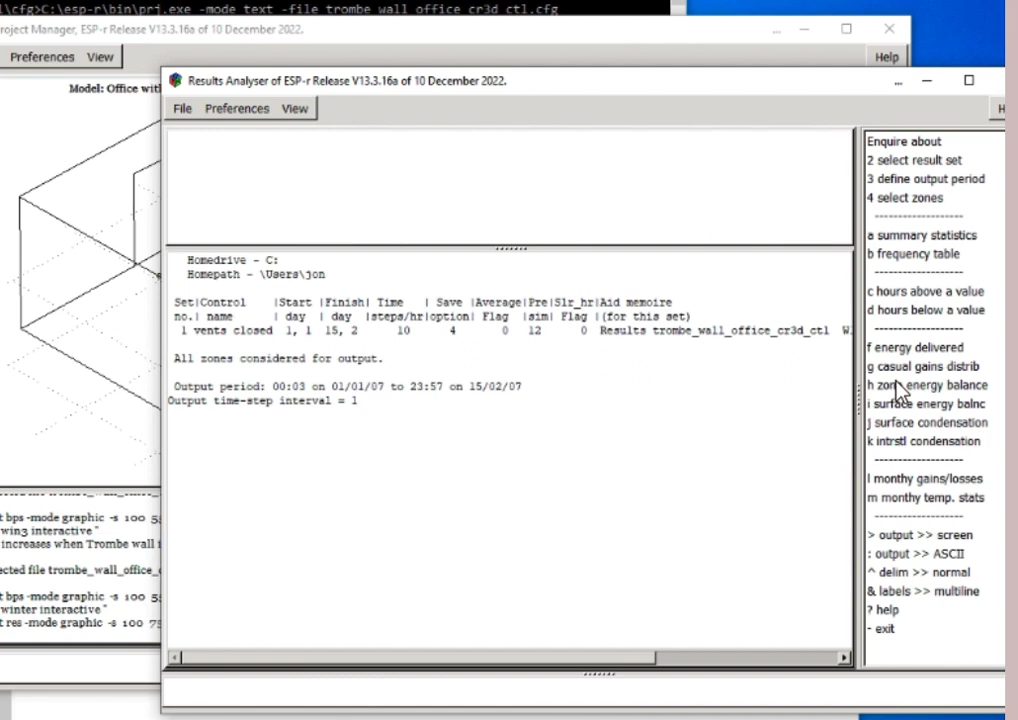 l\cfg>C:\esp-r\bin\prj.exe -mode text -file trombe_wall_office_cr3d_ctl.cfg
roject Manager, ESP-r Release V13.3.16a of 10 December 2022.
Preferences View Help
Model: Office wit
Results Analyser of ESP-r Release V13.3.16a of 10 December 2022.
File Preferences View H
Homedrive - C:
Homepath - \Users\jon
Set|Control |Start |Finish| Time | Save |Average|Pre|Slr_hr|Aid memoire
no.| name | day | day |steps/hr|option| Flag |sim| Flag |(for this set)
1 vents closed 1, 1 15, 2 10 4 0 12 0 Results trombe_wall_office_cr3d_ctl W
All zones considered for output.
Output period: 00:03 on 01/01/07 to 23:57 on 15/02/07
Output time-step interval = 1
Enquire about
2 select result set
3 define output period
4 select zones
-------------------
a summary statistics
b frequency table
-------------------
c hours above a value
d hours below a value
-------------------
f energy delivered
g casual gains distrib
h zone energy balance
i surface energy balnc
j surface condensation
k intrstl condensation
-------------------
l monthy gains/losses
m monthy temp. stats
-------------------
> output >> screen
: output >> ASCII
^ delim >> normal
& labels >> multiline
? help
- exit
t bps -mode graphic -s 100 5
win3 interactive "
increases when Trombe wall i
ected file trombe_wall_office_
t bps -mode graphic -s 100 5
winter interactive "
t res -mode graphic -s 100 7